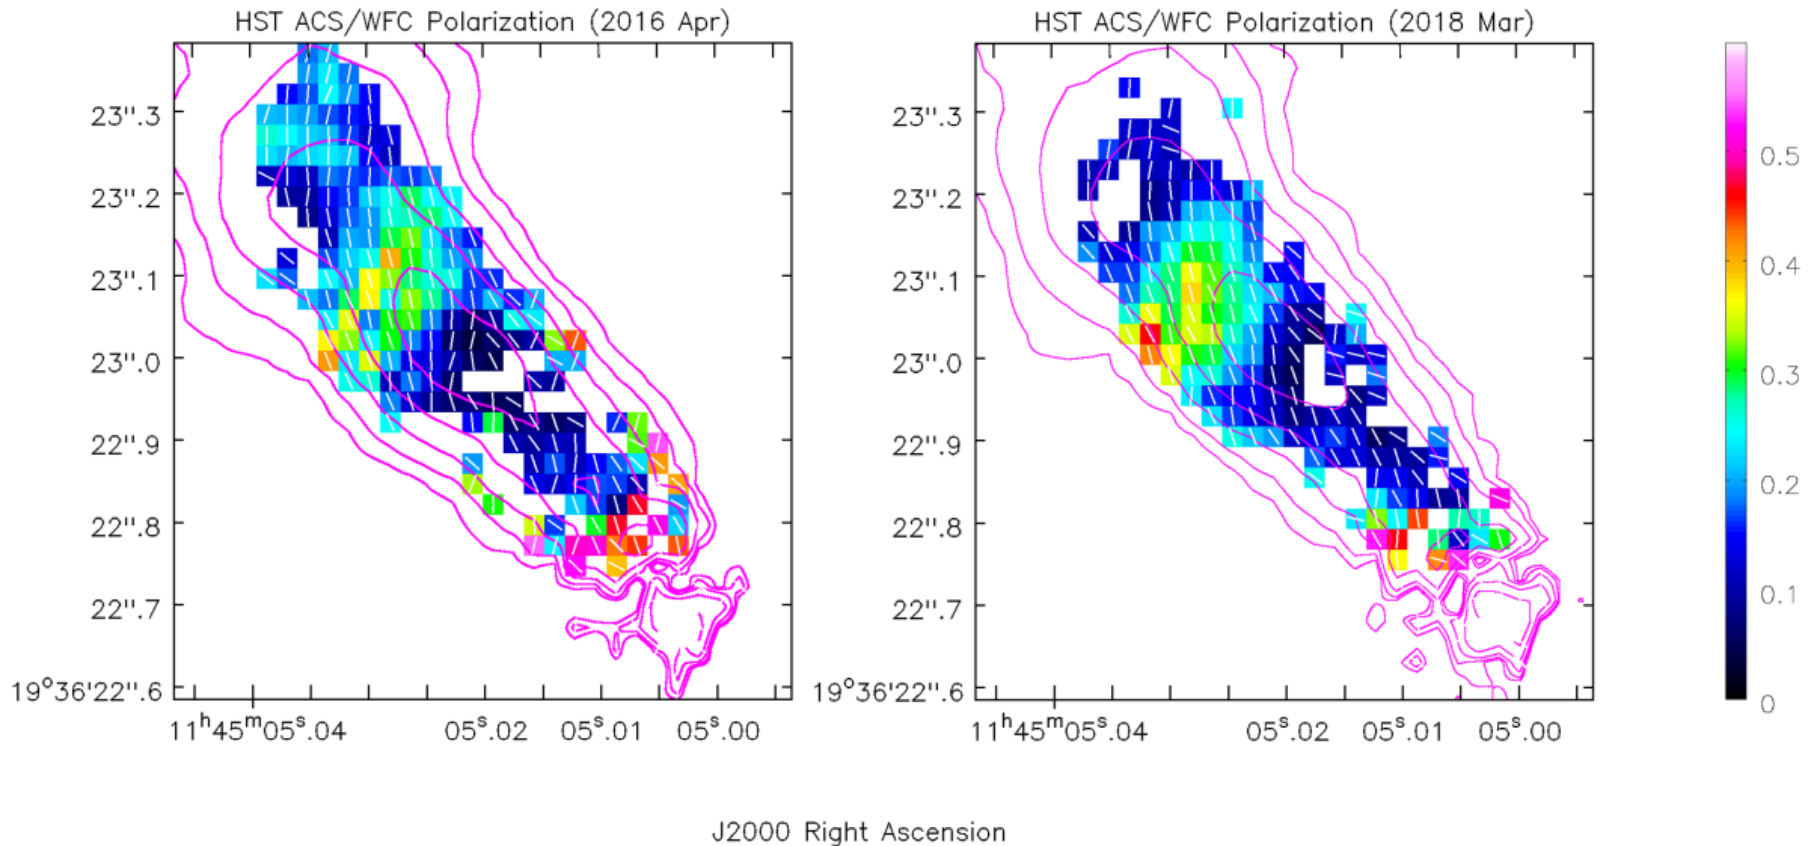 HST ACS/WFC Polarization (2016 Apr)
HST ACS/WFC Polarization (2018 Mar)
23".3
23".2
23".1
23".0
22".9
22".8
22".7
19°36'22".6
11ʰ45ᵐ05ˢ.04
05ˢ.02
05ˢ.01
05ˢ.00
23".3
23".2
23".1
23".0
22".9
22".8
22".7
19°36'22".6
11ʰ45ᵐ05ˢ.04
05ˢ.02
05ˢ.01
05ˢ.00
0.5
0.4
0.3
0.2
0.1
0
J2000 Right Ascension